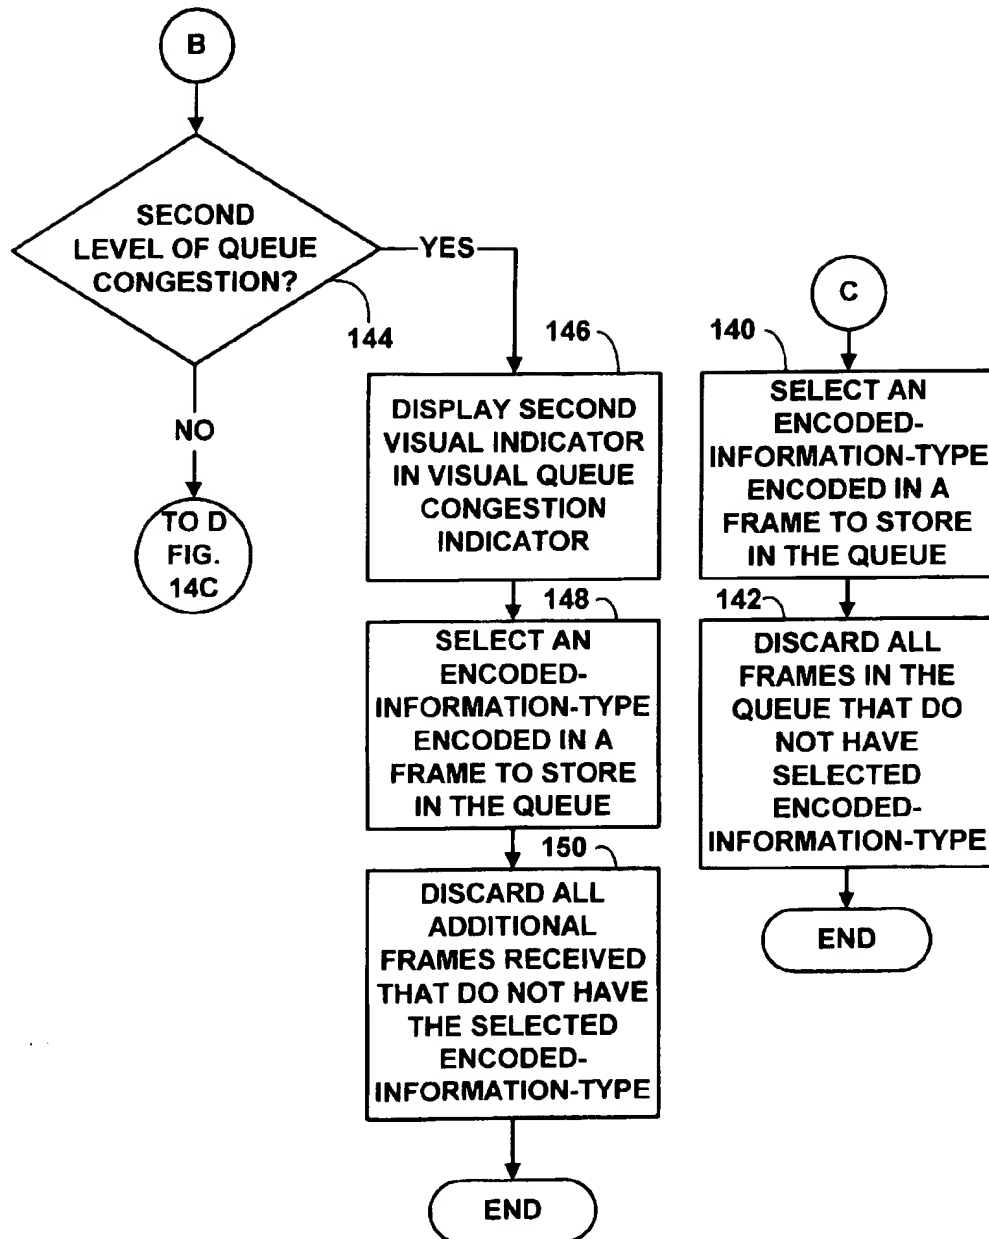 B
SECOND
LEVEL OF QUEUE
CONGESTION?
144
YES
NO
TO D
FIG.
14C
146
DISPLAY SECOND
VISUAL INDICATOR
IN VISUAL QUEUE
CONGESTION
INDICATOR
148
SELECT AN
ENCODED-
INFORMATION-TYPE
ENCODED IN A
FRAME TO STORE
IN THE QUEUE
150
DISCARD ALL
ADDITIONAL
FRAMES RECEIVED
THAT DO NOT HAVE
THE SELECTED
ENCODED-
INFORMATION-TYPE
END
C
140
SELECT AN
ENCODED-
INFORMATION-TYPE
ENCODED IN A
FRAME TO STORE
IN THE QUEUE
142
DISCARD ALL
FRAMES IN THE
QUEUE THAT DO
NOT HAVE
SELECTED
ENCODED-
INFORMATION-TYPE
END